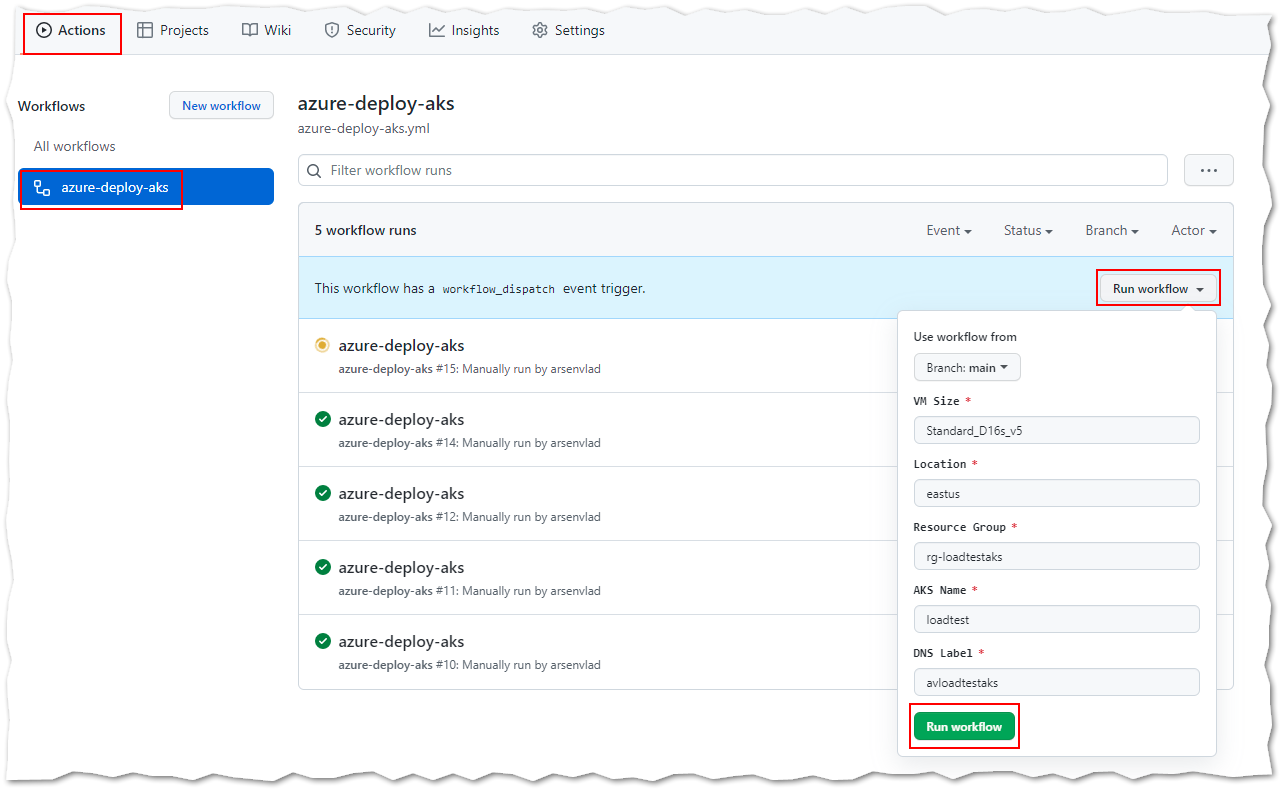 Actions Projects Wiki Security Insights Settings
Workflows
New workflow
All workflows
azure-deploy-aks
azure-deploy-aks
azure-deploy-aks.yml
Filter workflow runs
...
5 workflow runs
Event Status Branch Actor
This workflow has a workflow_dispatch event trigger.
Run workflow
azure-deploy-aks
azure-deploy-aks #15: Manually run by arsenvlad
azure-deploy-aks
azure-deploy-aks #14: Manually run by arsenvlad
azure-deploy-aks
azure-deploy-aks #12: Manually run by arsenvlad
azure-deploy-aks
azure-deploy-aks #11: Manually run by arsenvlad
azure-deploy-aks
azure-deploy-aks #10: Manually run by arsenvlad
Use workflow from
Branch: main
VM Size *
Standard_D16s_v5
Location *
eastus
Resource Group *
rg-loadtestaks
AKS Name *
loadtest
DNS Label *
avloadtestaks
Run workflow